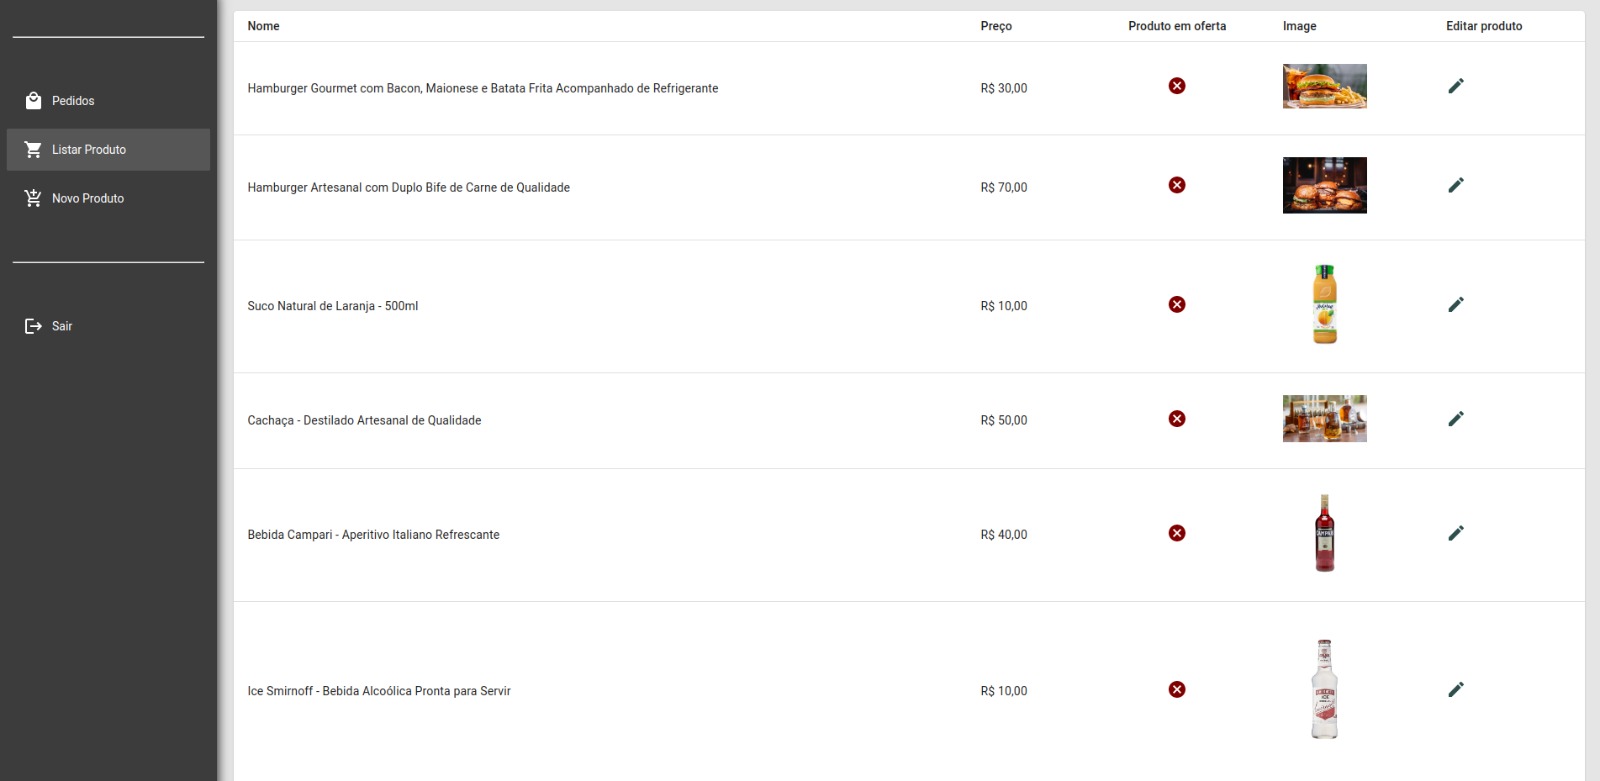 Nome Preço Produto em oferta Image Editar produto
Pedidos
Listar Produto
Novo Produto
Sair
Hamburger Gourmet com Bacon, Maionese e Batata Frita Acompanhado de Refrigerante R$ 30,00
Hamburger Artesanal com Duplo Bife de Carne de Qualidade R$ 70,00
Suco Natural de Laranja - 500ml R$ 10,00
Cachaça - Destilado Artesanal de Qualidade R$ 50,00
Bebida Campari - Aperitivo Italiano Refrescante R$ 40,00
CAMPARI
Ice Smirnoff - Bebida Alcoólica Pronta para Servir R$ 10,00
ICE